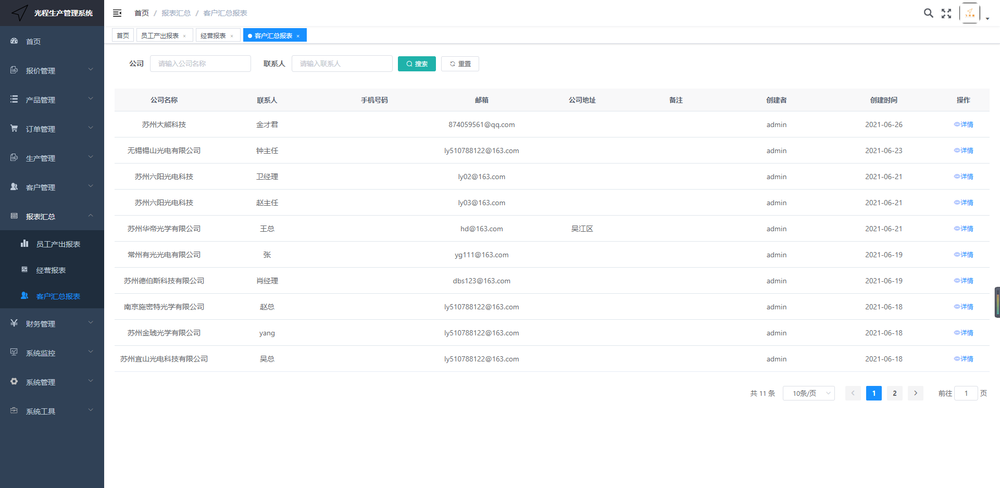 光程生产管理系统
首页 / 报表汇总 / 客户汇总报表
首页
员工产出报表 ×
经营报表 ×
客户汇总报表 ×
首页
报价管理
产品管理
订单管理
生产管理
客户管理
报表汇总
员工产出报表
经营报表
客户汇总报表
财务管理
系统监控
系统管理
系统工具
公司 请输入公司名称 联系人 请输入联系人 搜索 重置
公司名称 联系人 手机号码 邮箱 公司地址 备注 创建者 创建时间 操作
苏州大熊科技 金才君 874059561@qq.com admin 2021-06-26 详情
无锡锡山光电有限公司 钟主任 ly510788122@163.com admin 2021-06-23 详情
苏州六阳光电科技 卫经理 ly02@163.com admin 2021-06-21 详情
苏州六阳光电科技 赵主任 ly03@163.com admin 2021-06-21 详情
苏州华帝光学有限公司 王总 hd@163.com 吴江区 admin 2021-06-21 详情
常州有光光电有限公司 张 yg111@163.com admin 2021-06-19 详情
苏州德伯斯科技有限公司 肖经理 dbs123@163.com admin 2021-06-19 详情
南京施密特光学有限公司 赵总 ly510788122@163.com admin 2021-06-18 详情
苏州金琥光学有限公司 yang ly510788122@163.com admin 2021-06-18 详情
苏州宜山光电科技有限公司 吴总 ly510788122@163.com admin 2021-06-18 详情
共 11 条 10条/页 1 2 前往 1 页